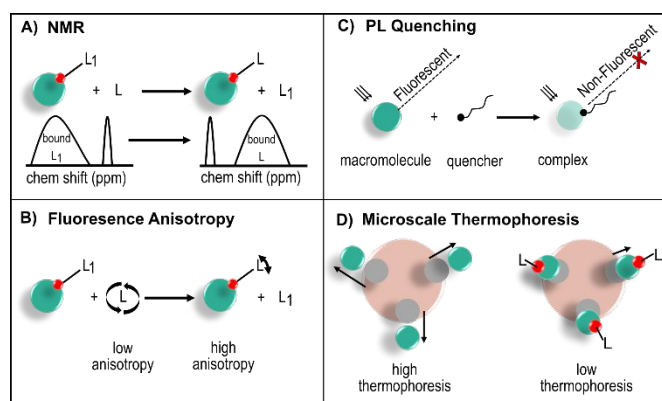 A) NMR
L1
+ L
L
+ L1
bound
L1
bound
L
chem shift (ppm)
chem shift (ppm)
B) Fluoresence Anisotropy
L1
+ L
L
+ L1
low
anisotropy
high
anisotropy
C) PL Quenching
Fluorescent
Non-Fluorescent
+
macromolecule
quencher
complex
D) Microscale Thermophoresis
L
L
L
high
thermophoresis
low
thermophoresis